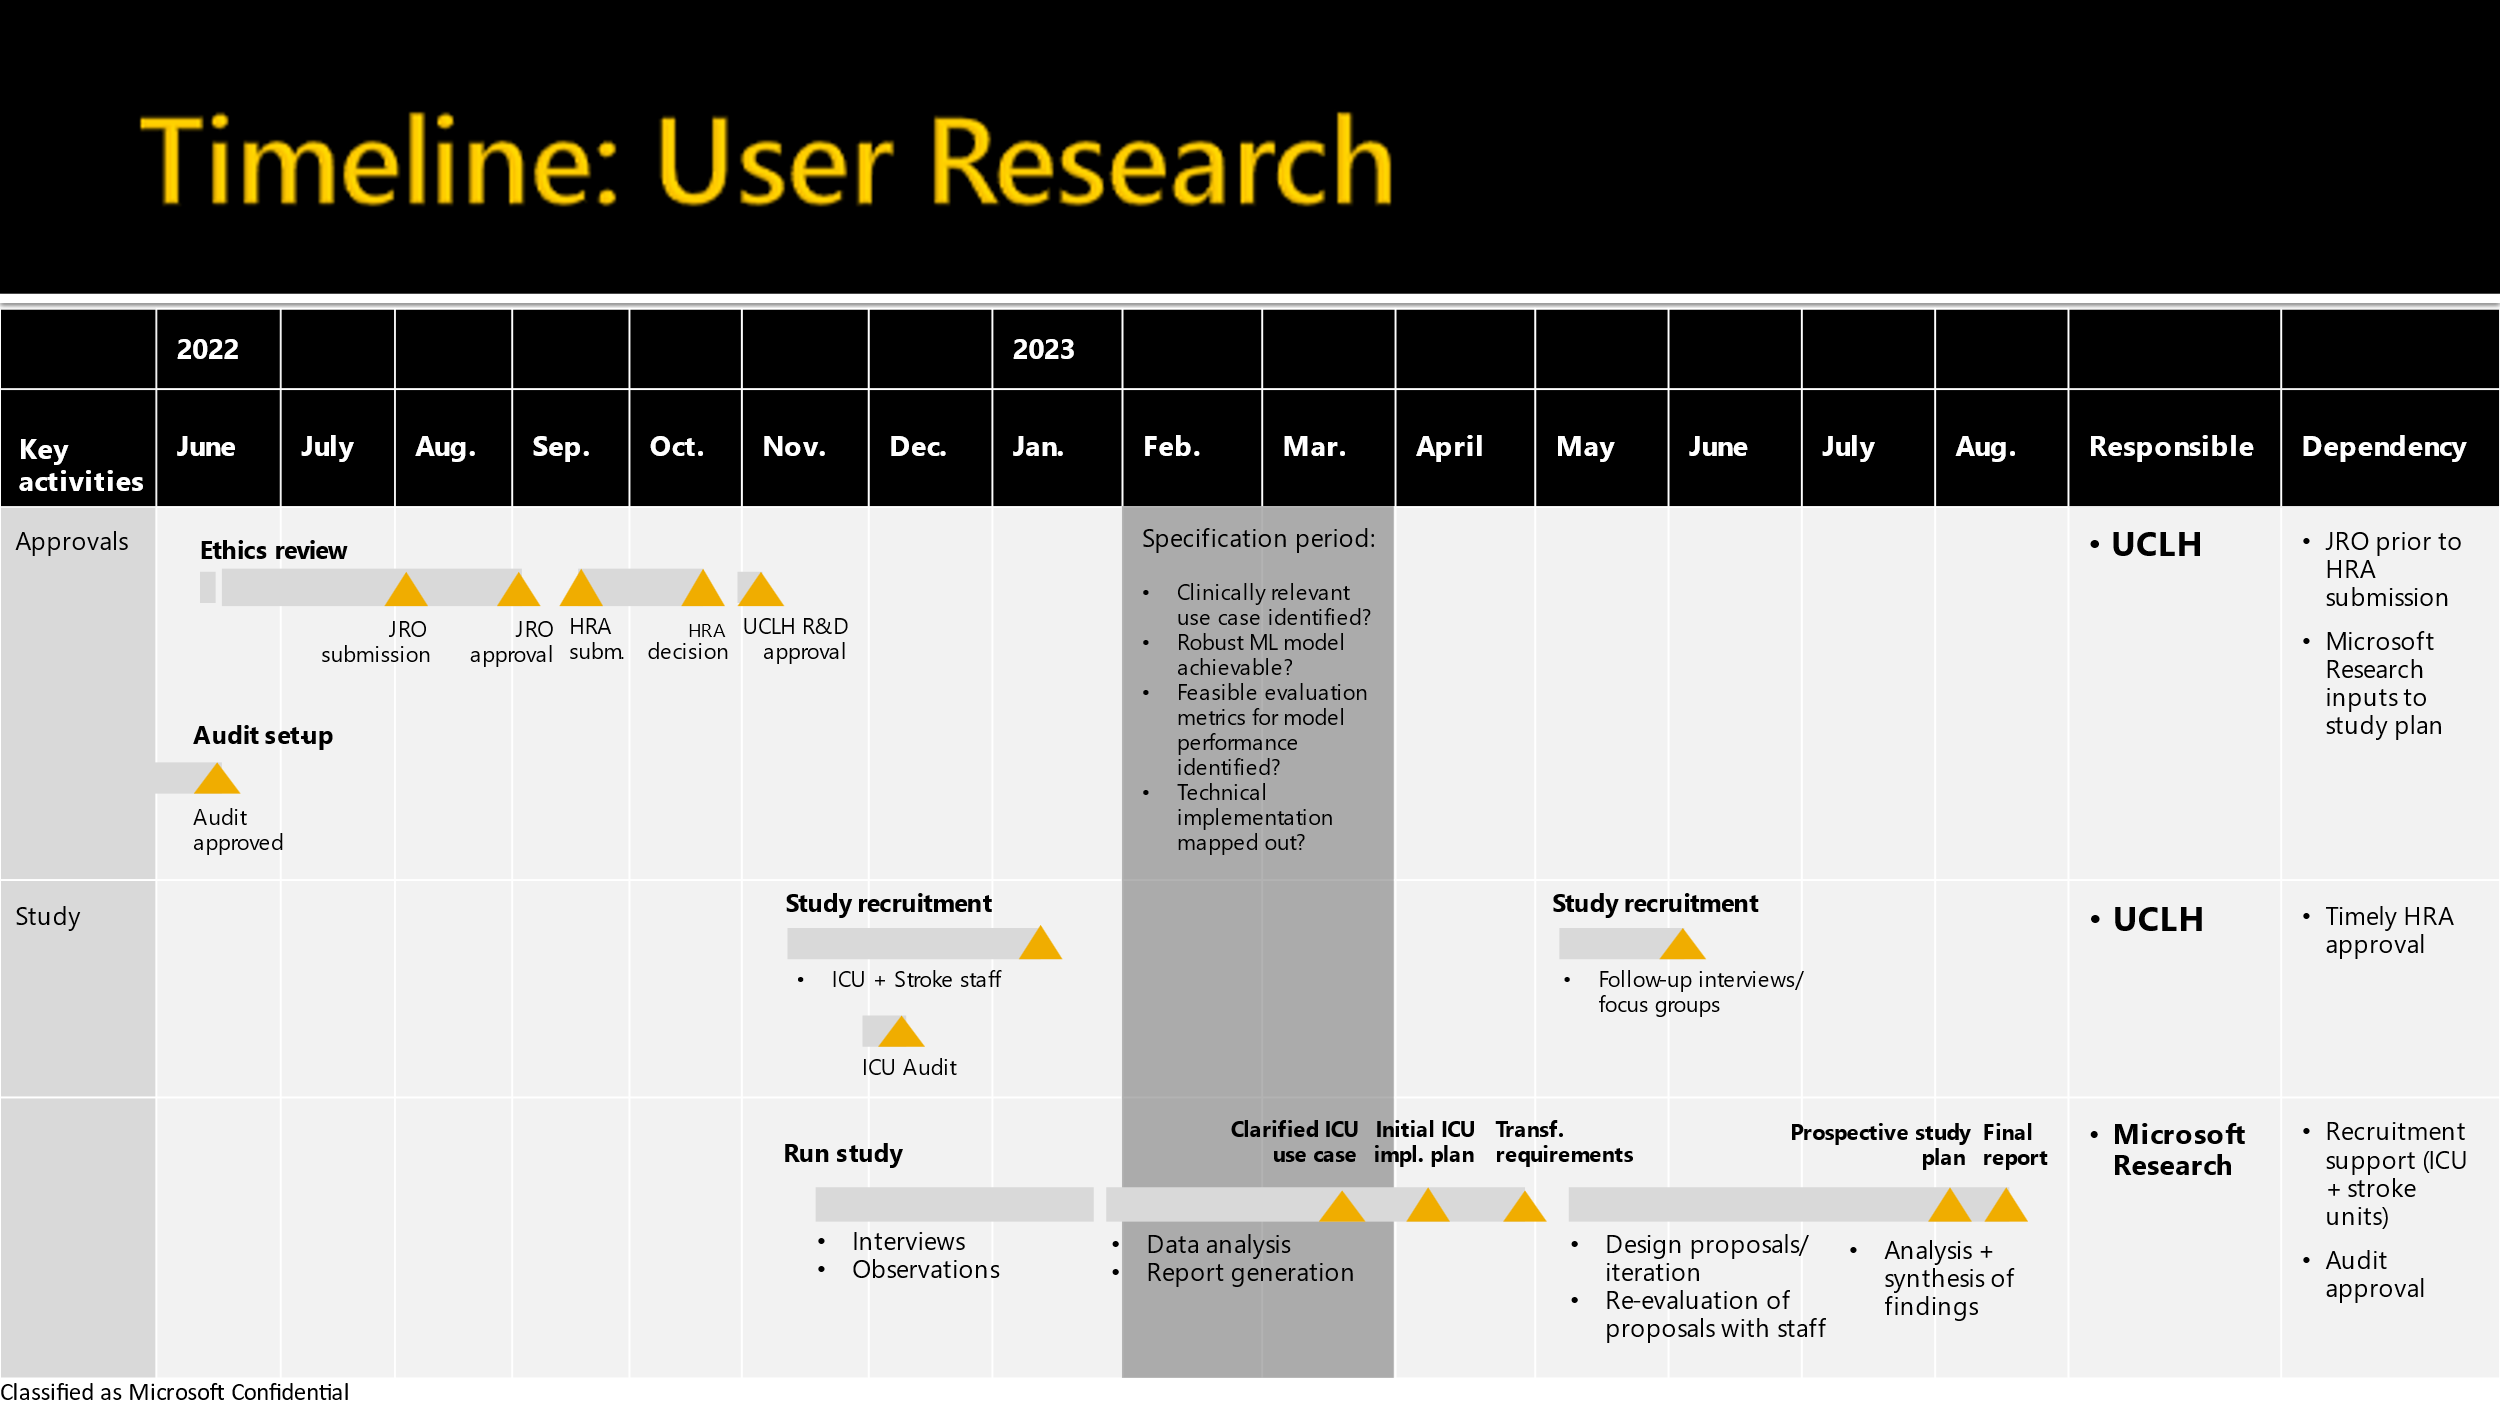 Timeline: User Research
2022
2023
Key
activities
June
July
Aug.
Sep.
Oct.
Nov.
Dec.
Jan.
Feb.
Mar.
April
May
June
July
Aug.
Responsible
Dependency
Approvals
Ethics review
JRO
submission
JRO
approval
HRA
subm.
HRA
decision
UCLH R&D
approval
Audit set-up
Audit
approved
Specification period:
• Clinically relevant
use case identified?
• Robust ML model
achievable?
• Feasible evaluation
metrics for model
performance
identified?
• Technical
implementation
mapped out?
• UCLH
• JRO prior to
HRA
submission
• Microsoft
Research
inputs to
study plan
Study
Study recruitment
• ICU + Stroke staff
ICU Audit
Study recruitment
• Follow-up interviews/
focus groups
• UCLH
• Timely HRA
approval
Run study
• Interviews
• Observations
Clarified ICU
use case
Initial ICU
impl. plan
Transf.
requirements
• Data analysis
• Report generation
Prospective study
plan
Final
report
• Design proposals/
iteration
• Re-evaluation of
proposals with staff
• Analysis +
synthesis of
findings
• Microsoft
Research
• Recruitment
support (ICU
+ stroke
units)
• Audit
approval
Classified as Microsoft Confidential